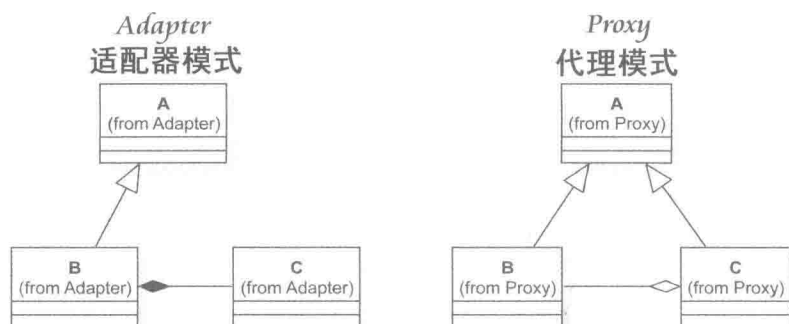 Adapter
适配器模式
A
(from Adapter)
B
(from Adapter)
C
(from Adapter)
Proxy
代理模式
A
(from Proxy)
B
(from Proxy)
C
(from Proxy)